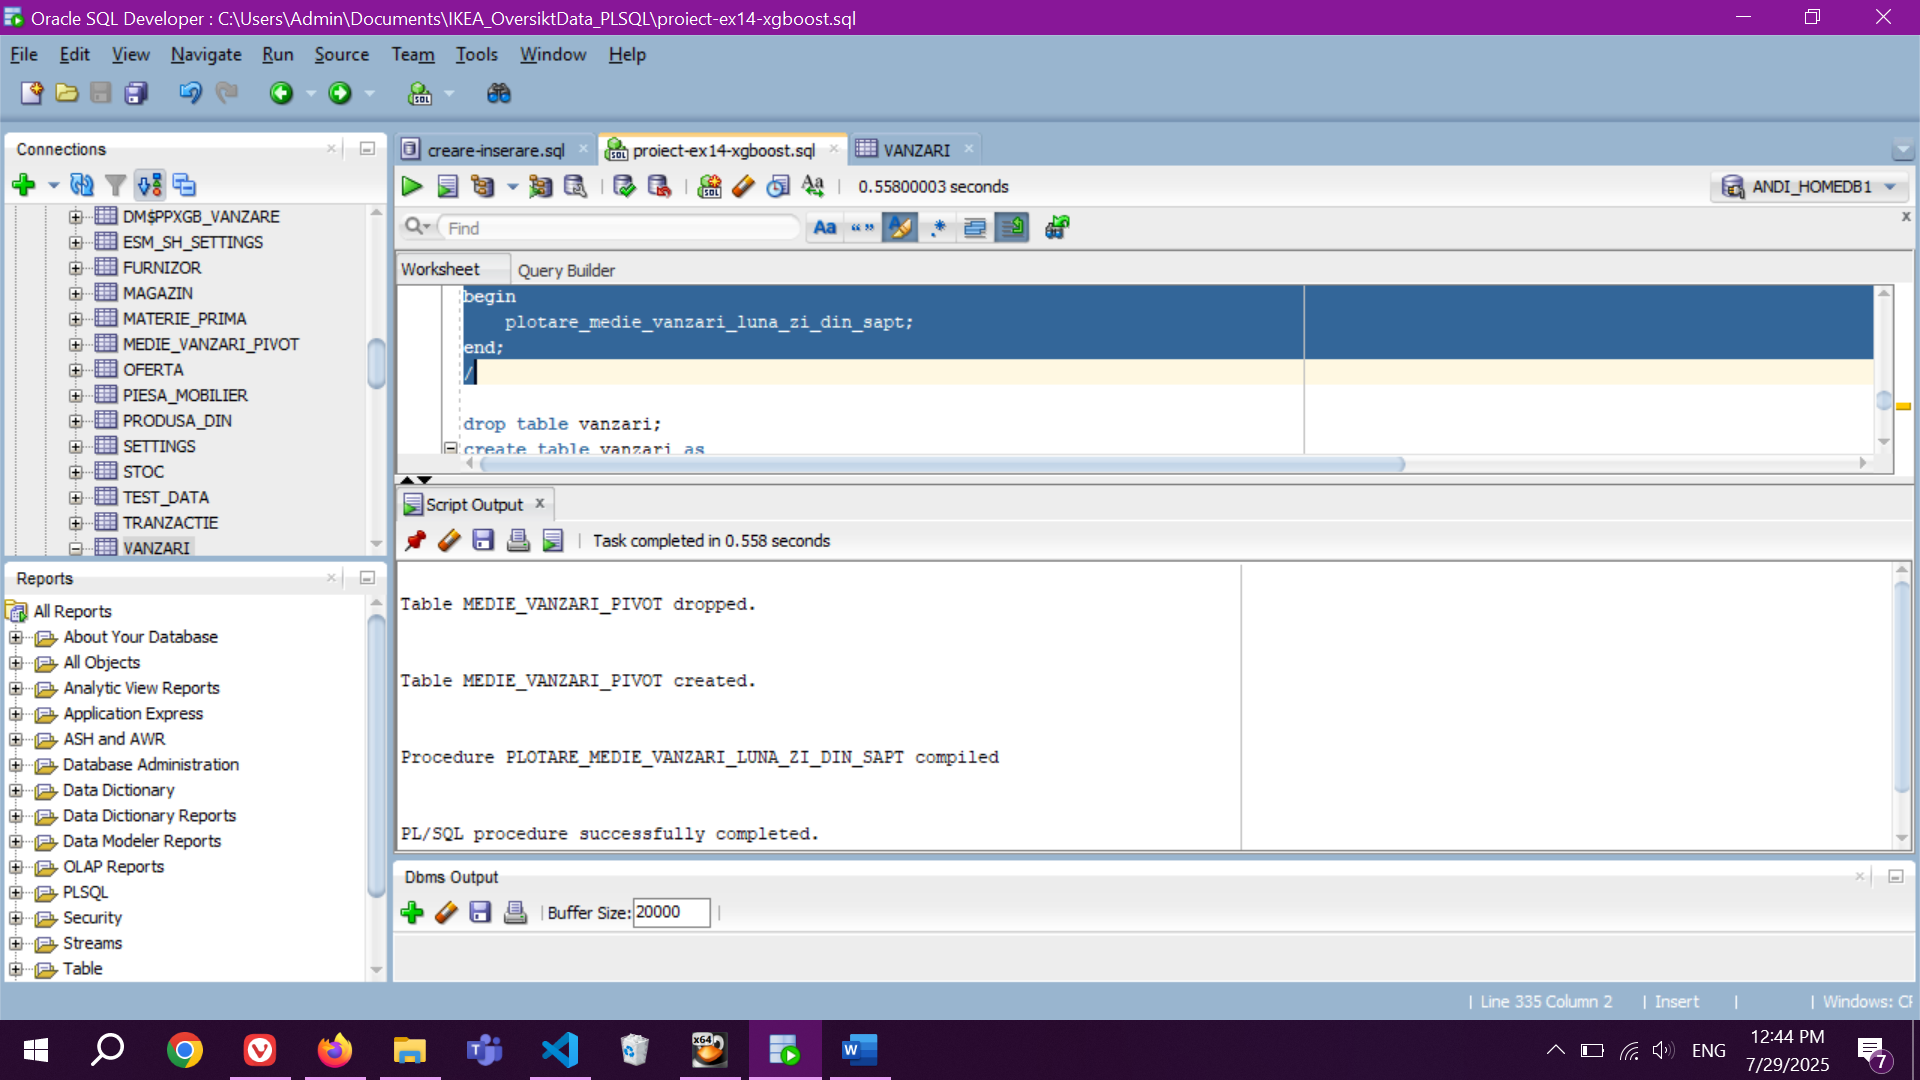 Oracle SQL Developer : C:\Users\Admin\Documents\IKEA_OversiktData_PLSQL\proiect-ex14-xgboost.sql
File Edit View Navigate Run Source Team Tools Window Help
SQL
Connections
DM$PPXGB_VANZARE
ESM_SH_SETTINGS
FURNIZOR
MAGAZIN
MATERIE_PRIMA
MEDIE_VANZARI_PIVOT
OFERTA
PIESA_MOBILIER
PRODUSA_DIN
SETTINGS
STOC
TEST_DATA
TRANZACTIE
VANZARI
Reports
All Reports
About Your Database
All Objects
Analytic View Reports
Application Express
ASH and AWR
Database Administration
Data Dictionary
Data Dictionary Reports
Data Modeler Reports
OLAP Reports
PLSQL
Security
Streams
Table
creare-inserare.sql
proiect-ex14-xgboost.sql
VANZARI
0.55800003 seconds
ANDI_HOMEDB1
Find
Aa
“ ”
.*
Worksheet
Query Builder
begin
plotare_medie_vanzari_luna_zi_din_sapt;
end;
/
drop table vanzari;
create table vanzari as
Script Output
Task completed in 0.558 seconds
Table MEDIE_VANZARI_PIVOT dropped.
Table MEDIE_VANZARI_PIVOT created.
Procedure PLOTARE_MEDIE_VANZARI_LUNA_ZI_DIN_SAPT compiled
PL/SQL procedure successfully completed.
Dbms Output
Buffer Size: 20000
Line 335 Column 2
Insert
Windows: CF
x64
ENG
12:44 PM
7/29/2025
7